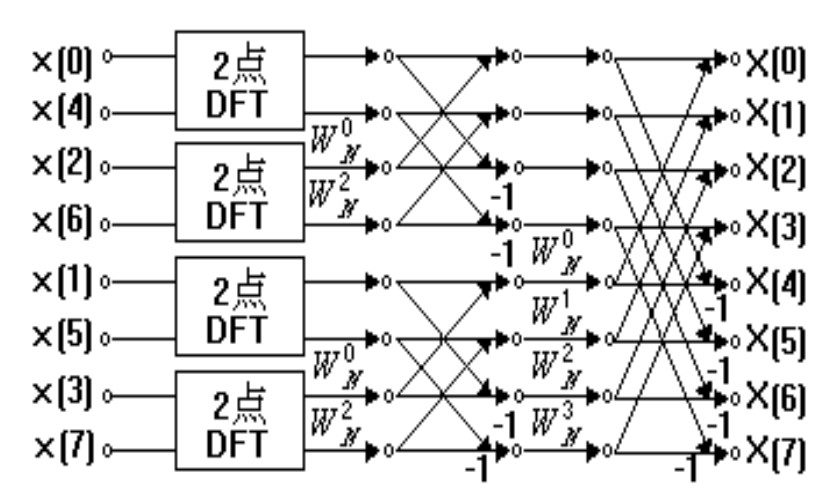 x(0) 2点 X(0)
x(4) DFT X(1)
W_N^0
x(2) 2点 W_N^2 X(2)
x(6) DFT -1 X(3)
-1 W_N^0
x(1) 2点 X(4)
W_N^1 -1
x(5) DFT X(5)
W_N^0 W_N^2 -1
x(3) 2点 X(6)
W_N^2 -1 W_N^3 -1
x(7) DFT -1 -1 X(7)